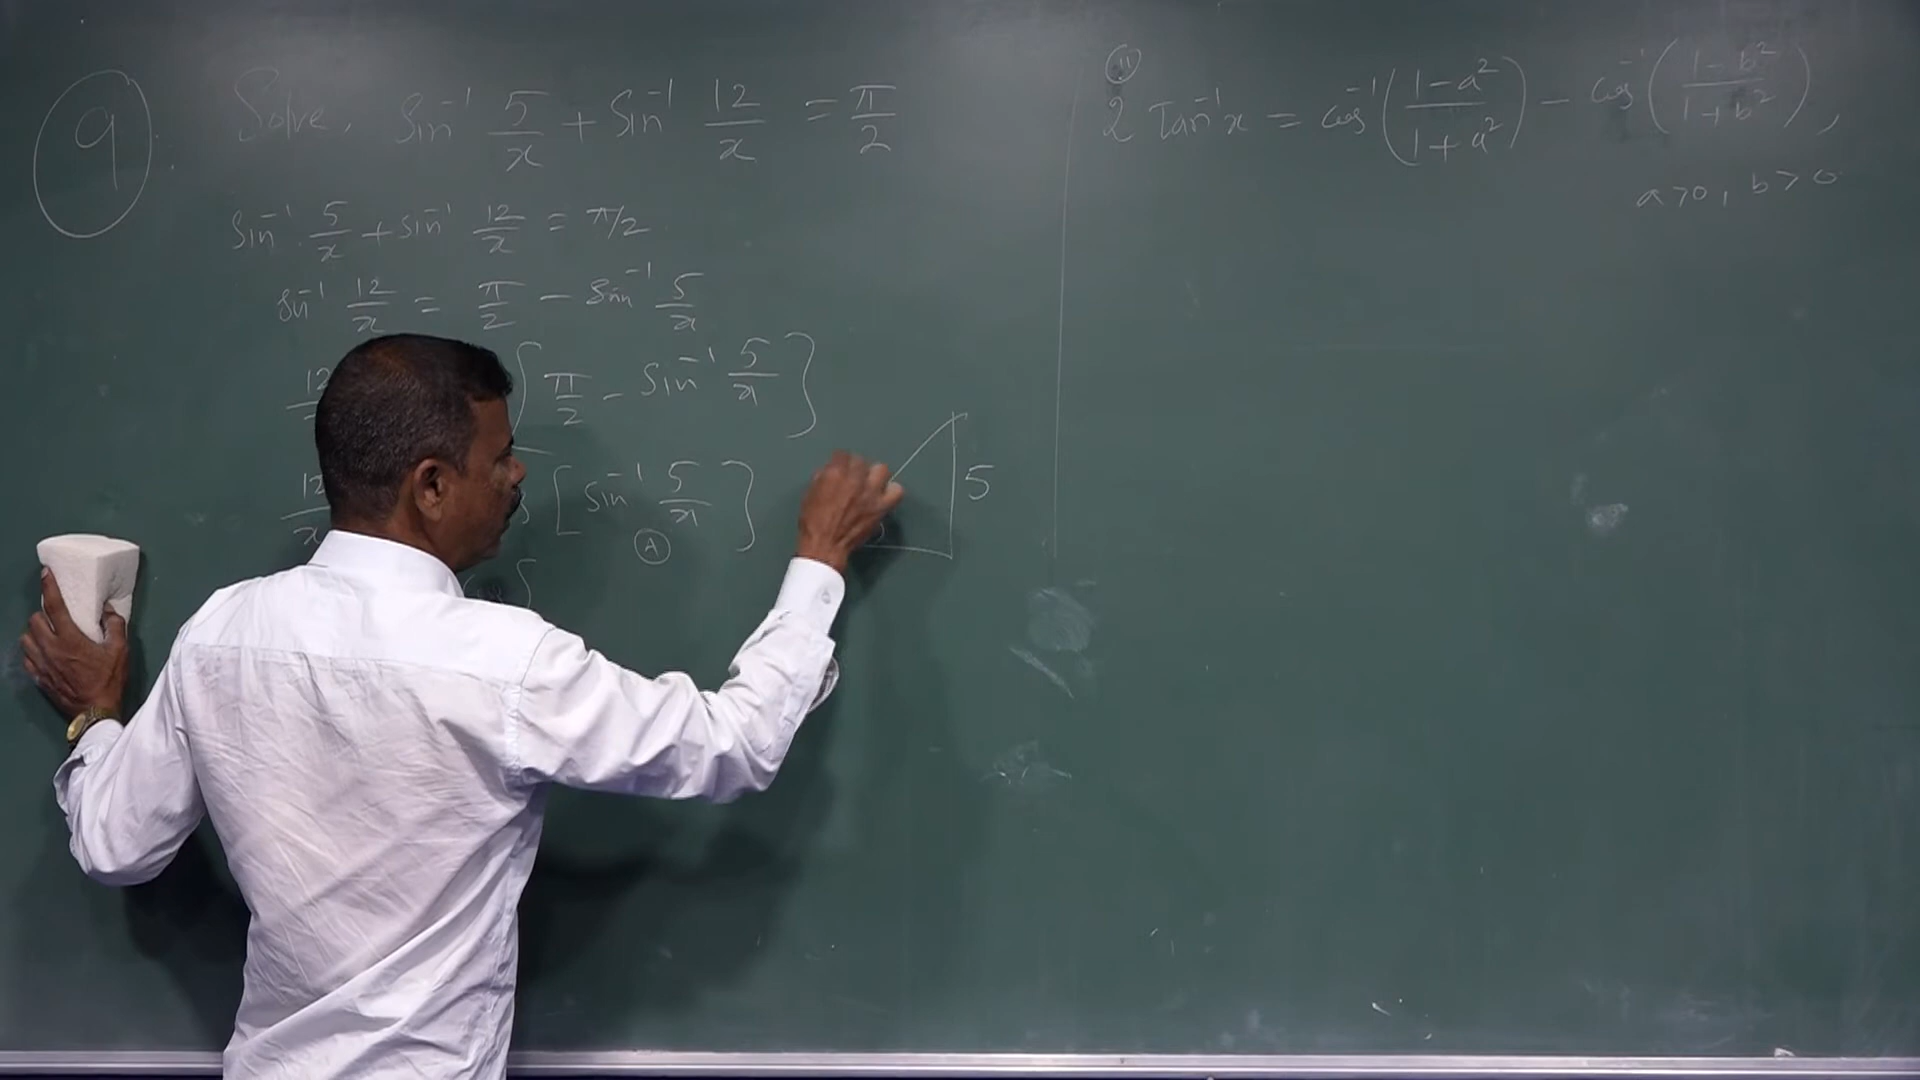 9. Solve, Sin⁻¹ 5/x + Sin⁻¹ 12/x = π/2
Sin⁻¹ 5/x + Sin⁻¹ 12/x = π/2
Sin⁻¹ 12/x = π/2 − Sin⁻¹ 5/x
12 { π/2 − Sin⁻¹ 5/x }
12/x [ Sin⁻¹ 5/x ]
A
5
ii
2 Tan⁻¹x = cos⁻¹((1−a²)/(1+a²)) − cos⁻¹((1−b²)/(1+b²)),
a>0, b>0